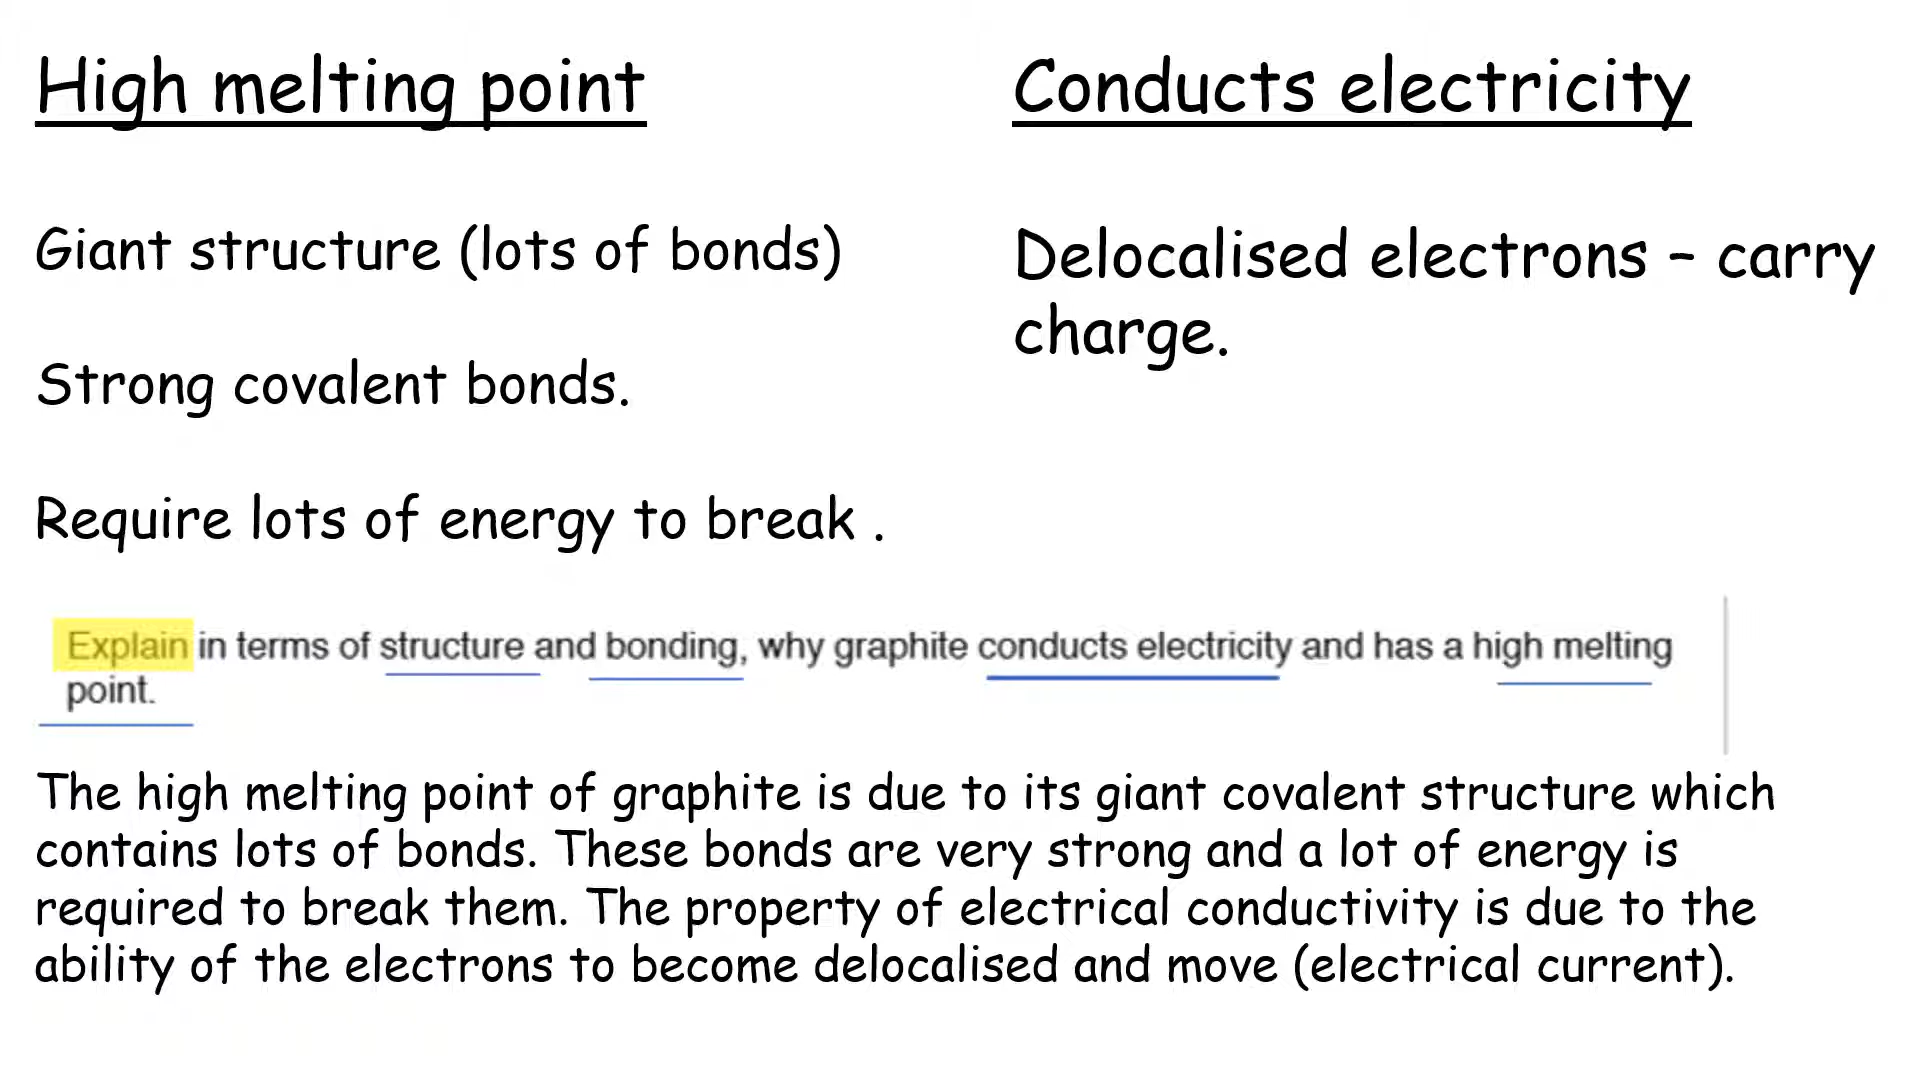 High melting point
Giant structure (lots of bonds)
Strong covalent bonds.
Require lots of energy to break .
Conducts electricity
Delocalised electrons – carry
charge.
Explain in terms of structure and bonding, why graphite conducts electricity and has a high melting
point.
The high melting point of graphite is due to its giant covalent structure which
contains lots of bonds. These bonds are very strong and a lot of energy is
required to break them. The property of electrical conductivity is due to the
ability of the electrons to become delocalised and move (electrical current).